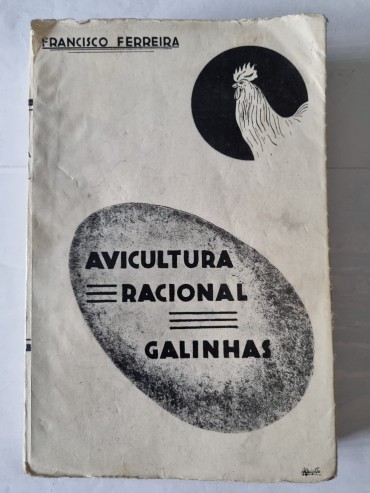 FRANCISCO FERREIRA
AVICULTURA
RACIONAL
GALINHAS